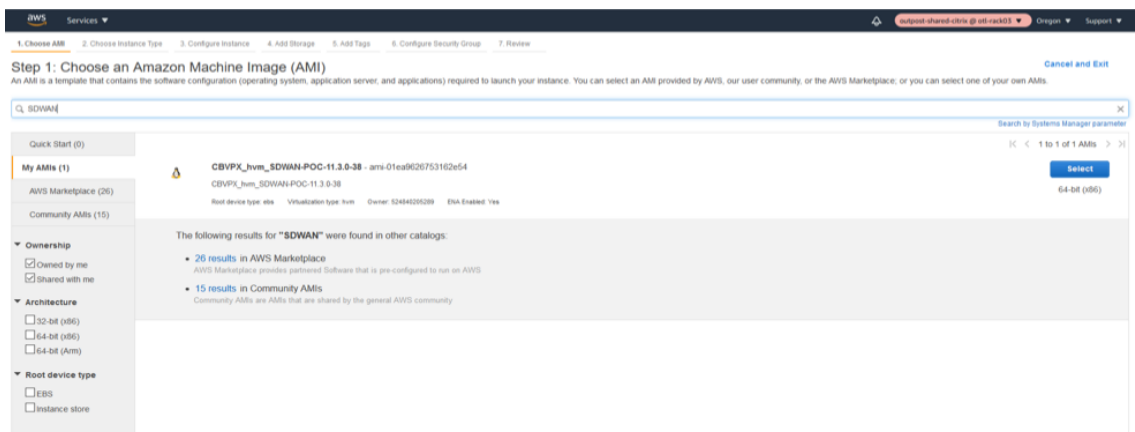 aws Services ▼ outpost-shared-citrix @ otl-rack03 ▼ Oregon ▼ Support ▼
1. Choose AMI 2. Choose Instance Type 3. Configure Instance 4. Add Storage 5. Add Tags 6. Configure Security Group 7. Review
Step 1: Choose an Amazon Machine Image (AMI) Cancel and Exit
An AMI is a template that contains the software configuration (operating system, application server, and applications) required to launch your instance. You can select an AMI provided by AWS, our user community, or the AWS Marketplace; or you can select one of your own AMIs.
SDWAN
Search by Systems Manager parameter
Quick Start (0)
My AMIs (1)
AWS Marketplace (26)
Community AMIs (15)
Ownership
Owned by me
Shared with me
Architecture
32-bit (x86)
64-bit (x86)
64-bit (Arm)
Root device type
EBS
Instance store
1 to 1 of 1 AMIs
CBVPX_hvm_SDWAN-POC-11.3.0-38 - ami-01ea9626753162e54
CBVPX_hvm_SDWAN-POC-11.3.0-38
Root device type: ebs Virtualization type: hvm Owner: 524840205289 ENA Enabled: Yes
Select
64-bit (x86)
The following results for "SDWAN" were found in other catalogs:
• 26 results in AWS Marketplace
AWS Marketplace provides partnered Software that is pre-configured to run on AWS
• 15 results in Community AMIs
Community AMIs are AMIs that are shared by the general AWS community